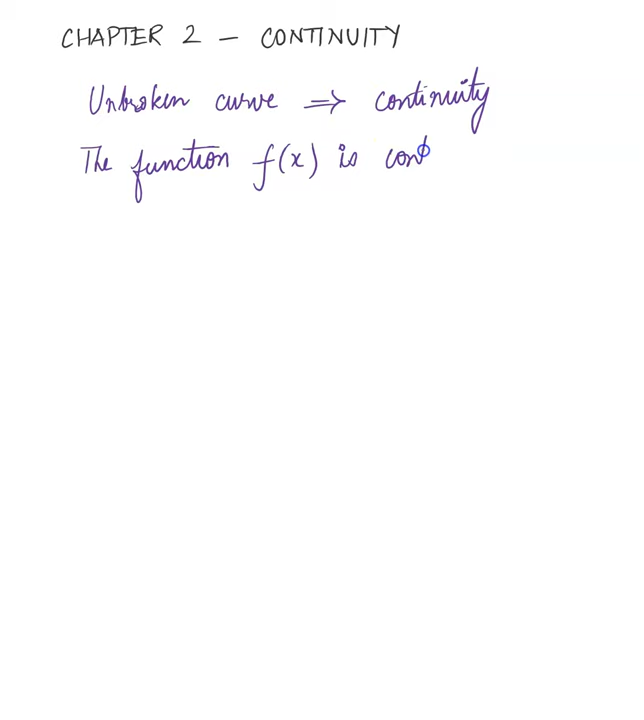 CHAPTER 2 – CONTINUITY
Unbroken curve ⇒ continuity
The function f(x) is con